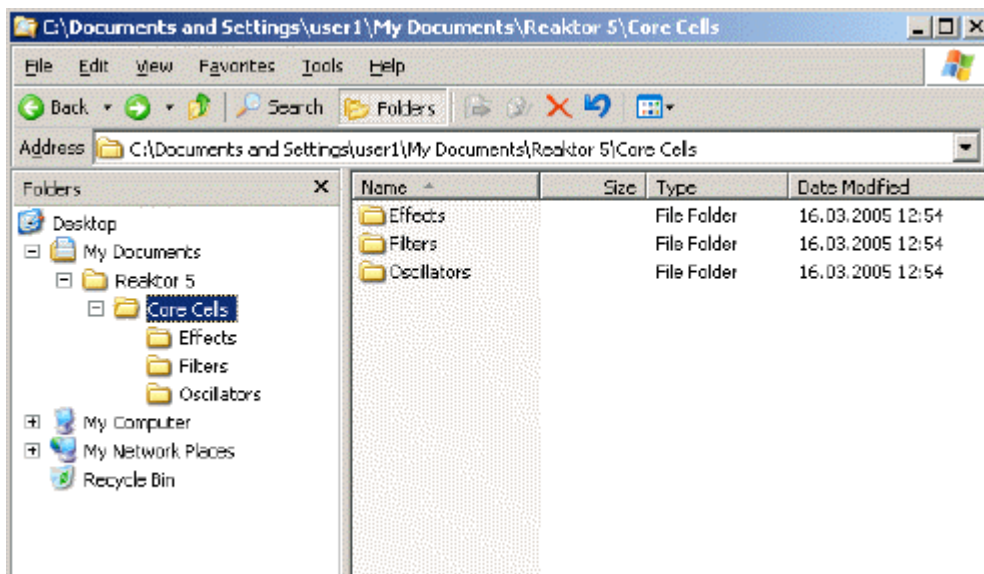 C:\Documents and Settings\user1\My Documents\Reaktor 5\Core Cells
File Edit View Favorites Tools Help
Back Search Folders
Address C:\Documents and Settings\user1\My Documents\Reaktor 5\Core Cells
Folders Name Size Type Date Modified
Desktop
My Documents
Reaktor 5
Core Cells
Effects
Filters
Oscillators
My Computer
My Network Places
Recycle Bin
Effects File Folder 16.03.2005 12:54
Filters File Folder 16.03.2005 12:54
Oscillators File Folder 16.03.2005 12:54